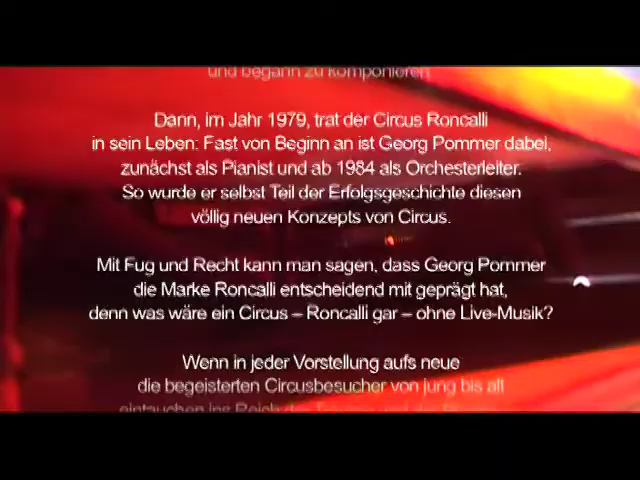 und begann zu komponieren.
Dann, im Jahr 1979, trat der Circus Roncalli
in sein Leben: Fast von Beginn an ist Georg Pommer dabei,
zunächst als Pianist und ab 1984 als Orchesterleiter.
So wurde er selbst Teil der Erfolgsgeschichte diesen
völlig neuen Konzepts von Circus.
Mit Fug und Recht kann man sagen, dass Georg Pommer
die Marke Roncalli entscheidend mit geprägt hat,
denn was wäre ein Circus – Roncalli gar – ohne Live-Musik?
Wenn in jeder Vorstellung aufs neue
die begeisterten Circusbesucher von jung bis alt
eintauchen ins Reich der